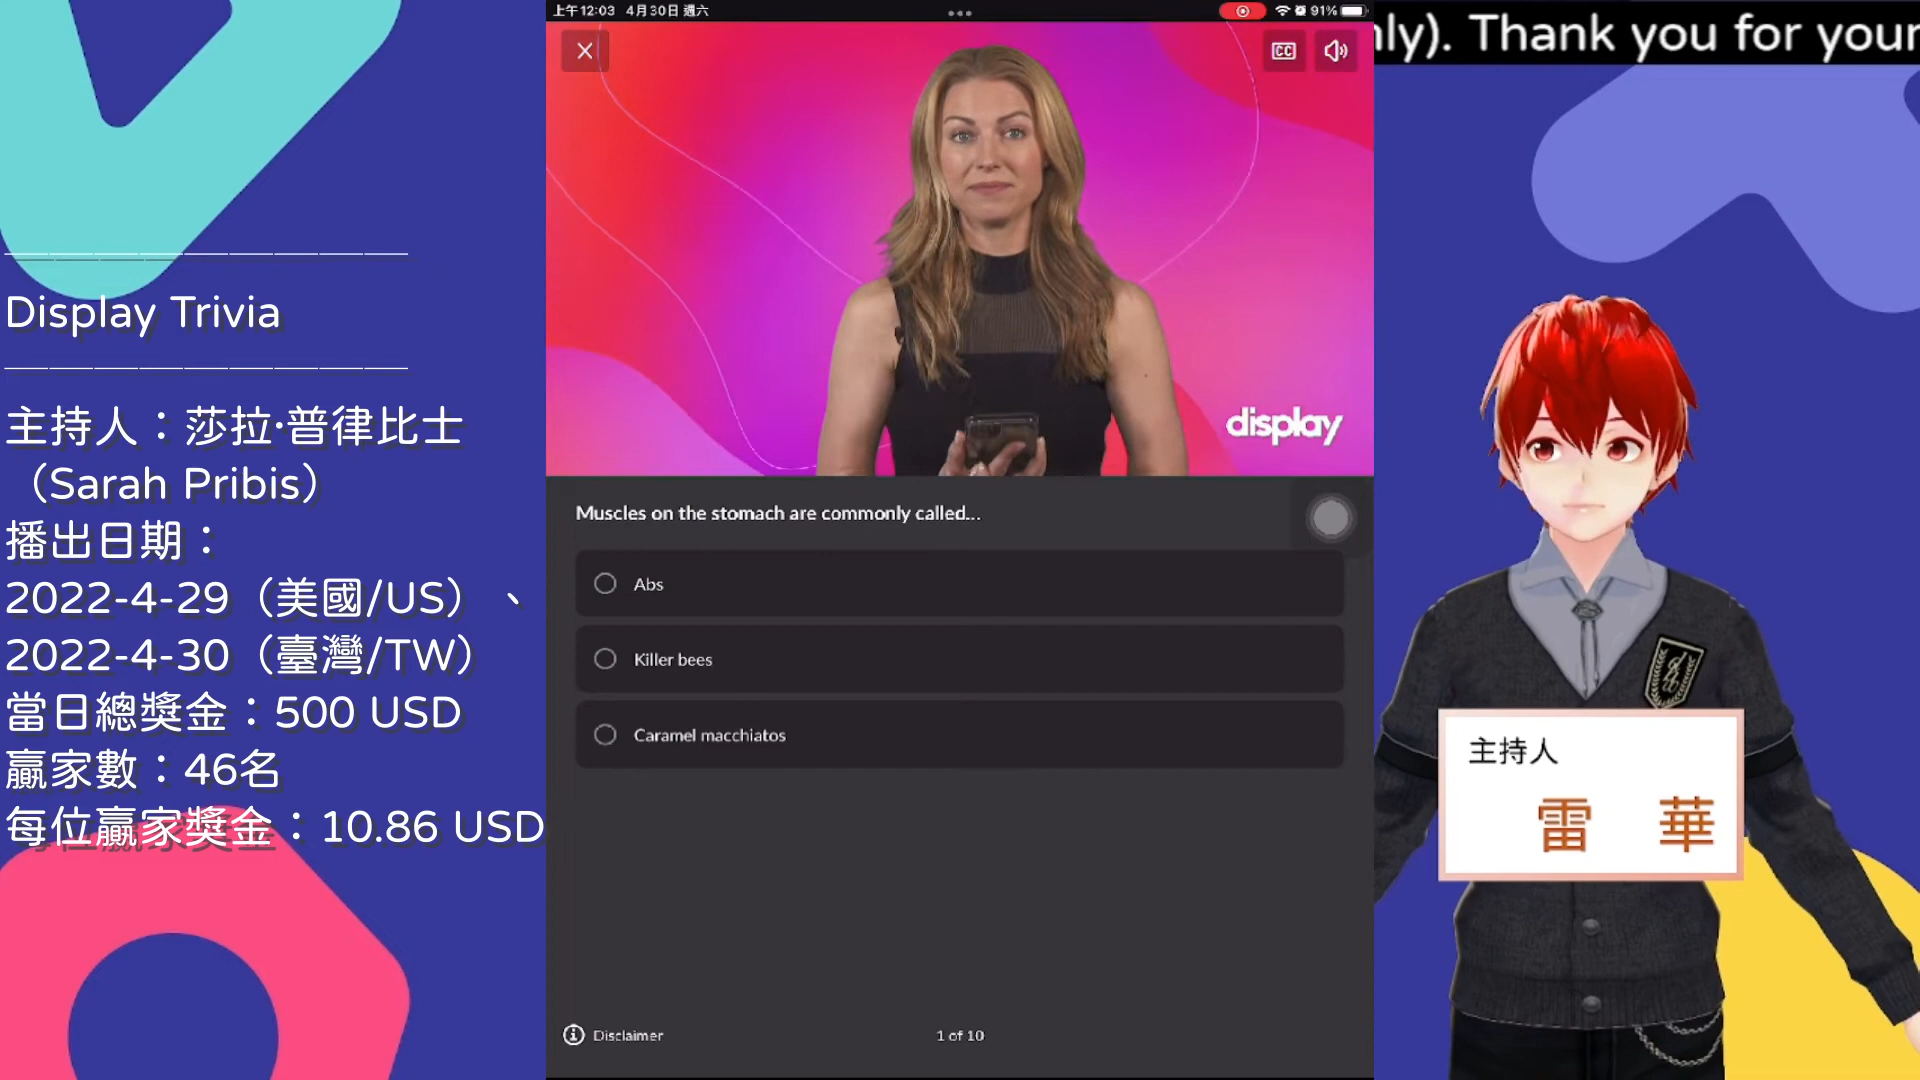 Display Trivia
主持人：莎拉·普律比士
（Sarah Pribis）
播出日期：
2022-4-29（美國/US）、
2022-4-30（臺灣/TW）
當日總獎金：500 USD
贏家數：46名
每位贏家獎金：10.86 USD
上午12:03 4月30日 週六
91%
CC
display
Muscles on the stomach are commonly called...
Abs
Killer bees
Caramel macchiatos
Disclaimer
1 of 10
nly). Thank you for your
主持人
雷 華